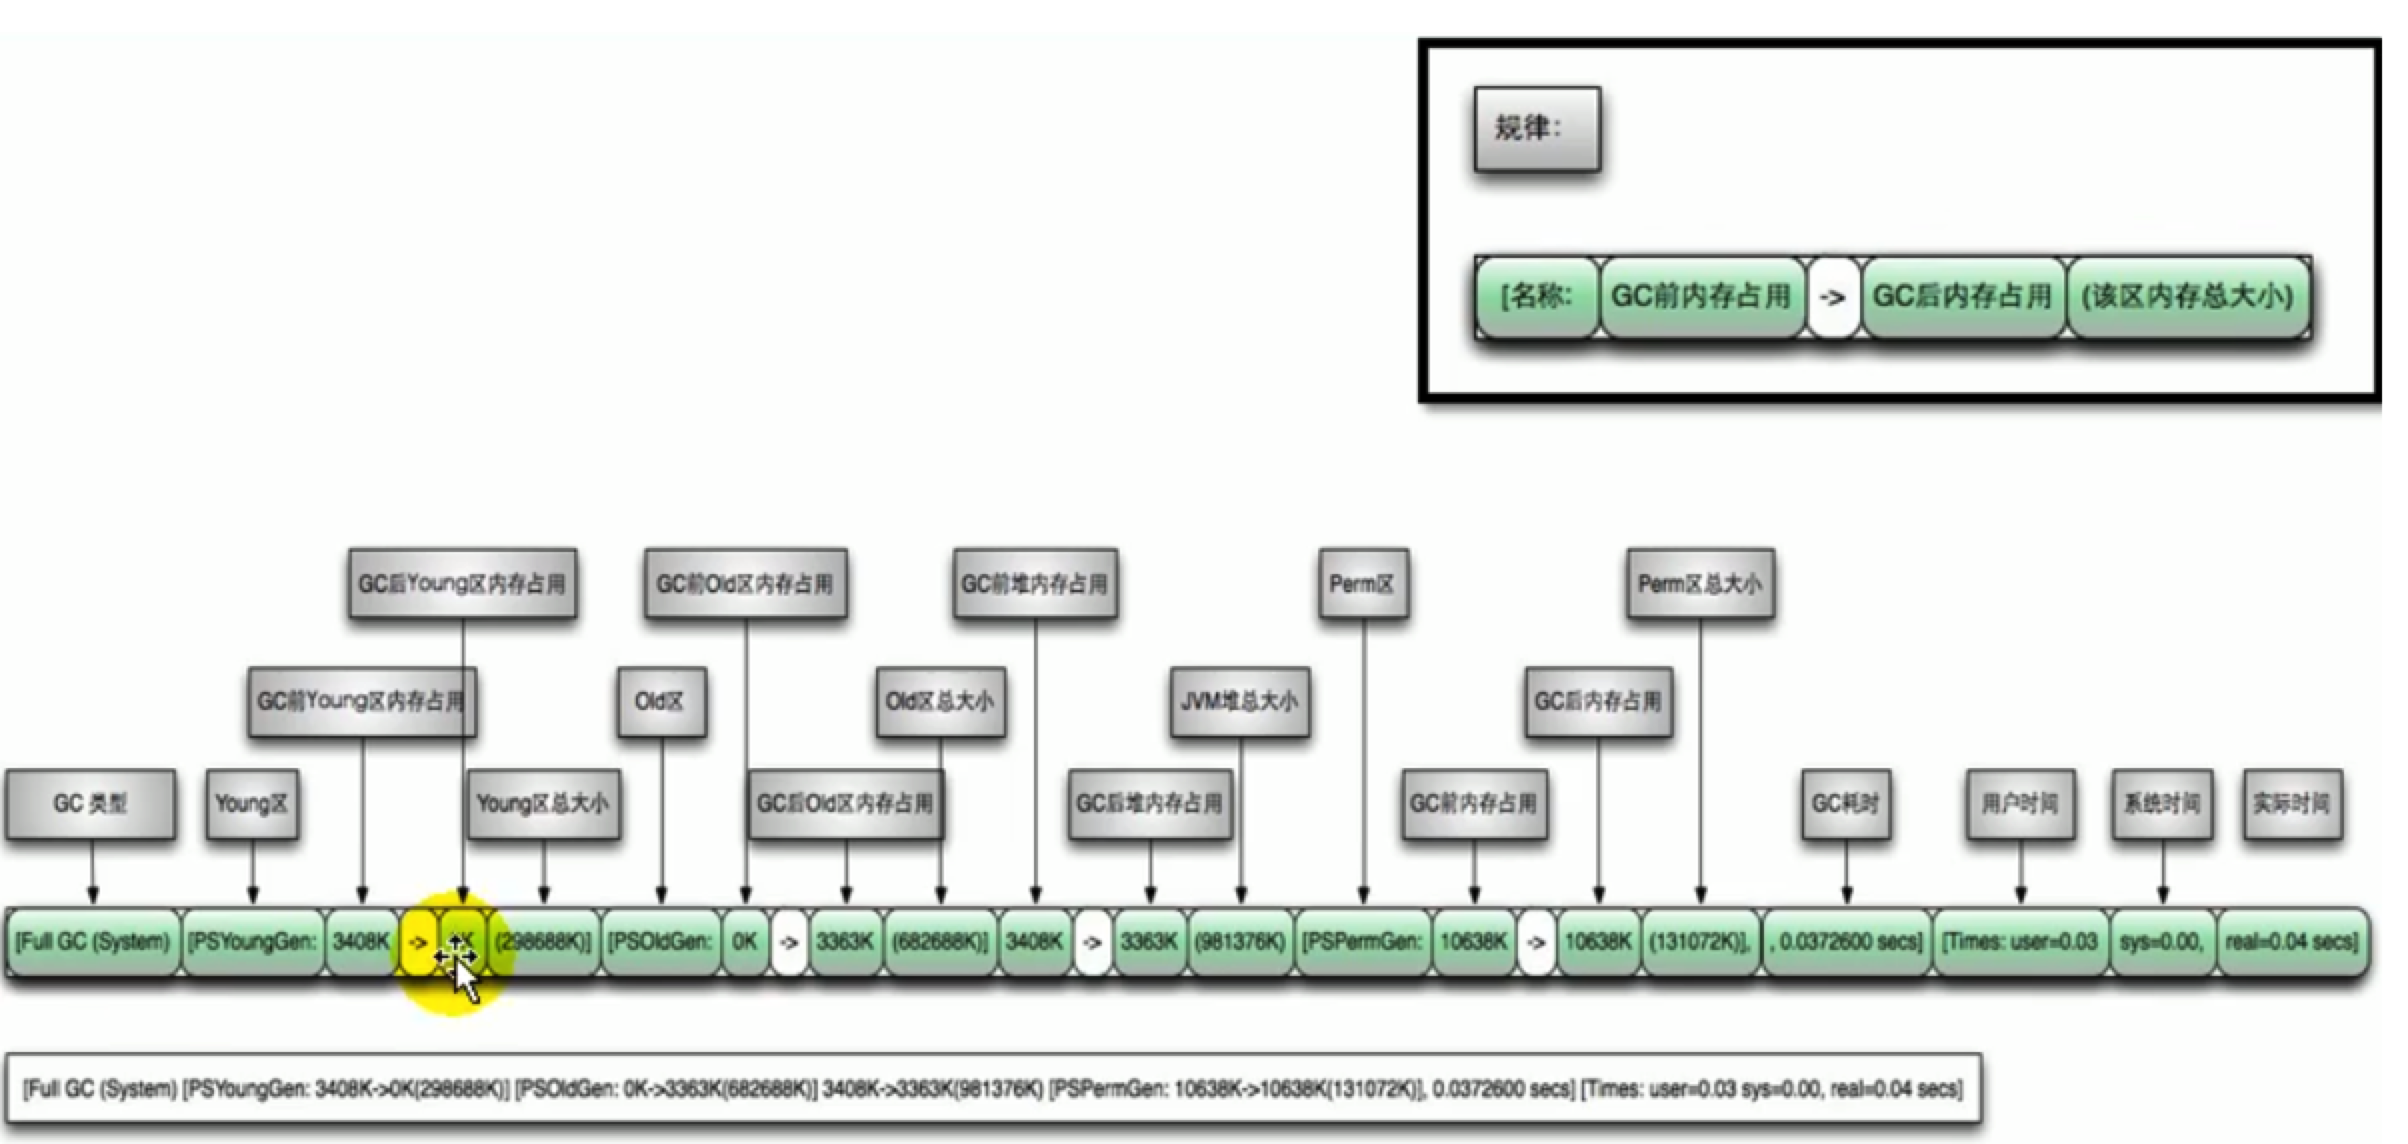 规律：
[名称: GC前内存占用 -> GC后内存占用 (该区内存总大小)
GC后Young区内存占用 GC前Old区内存占用 GC前堆内存占用 Perm区 Perm区总大小
GC前Young区内存占用 Old区 Old区总大小 JVM堆总大小 GC后内存占用
GC 类型 Young区 Young区总大小 GC后Old区内存占用 GC后堆内存占用 GC前内存占用 GC耗时 用户时间 系统时间 实际时间
[Full GC (System) [PSYoungGen: 3408K -> (298688K)] [PSOldGen: 0K -> 3363K (682688K)] 3408K -> 3363K (981376K) [PSPermGen: 10638K -> 10638K (131072K)], , 0.0372600 secs] [Times: user=0.03 sys=0.00, real=0.04 secs]
[Full GC (System) [PSYoungGen: 3408K->0K(298688K)] [PSOldGen: 0K->3363K(682688K)] 3408K->3363K(981376K) [PSPermGen: 10638K->10638K(131072K)], 0.0372600 secs] [Times: user=0.03 sys=0.00, real=0.04 secs]